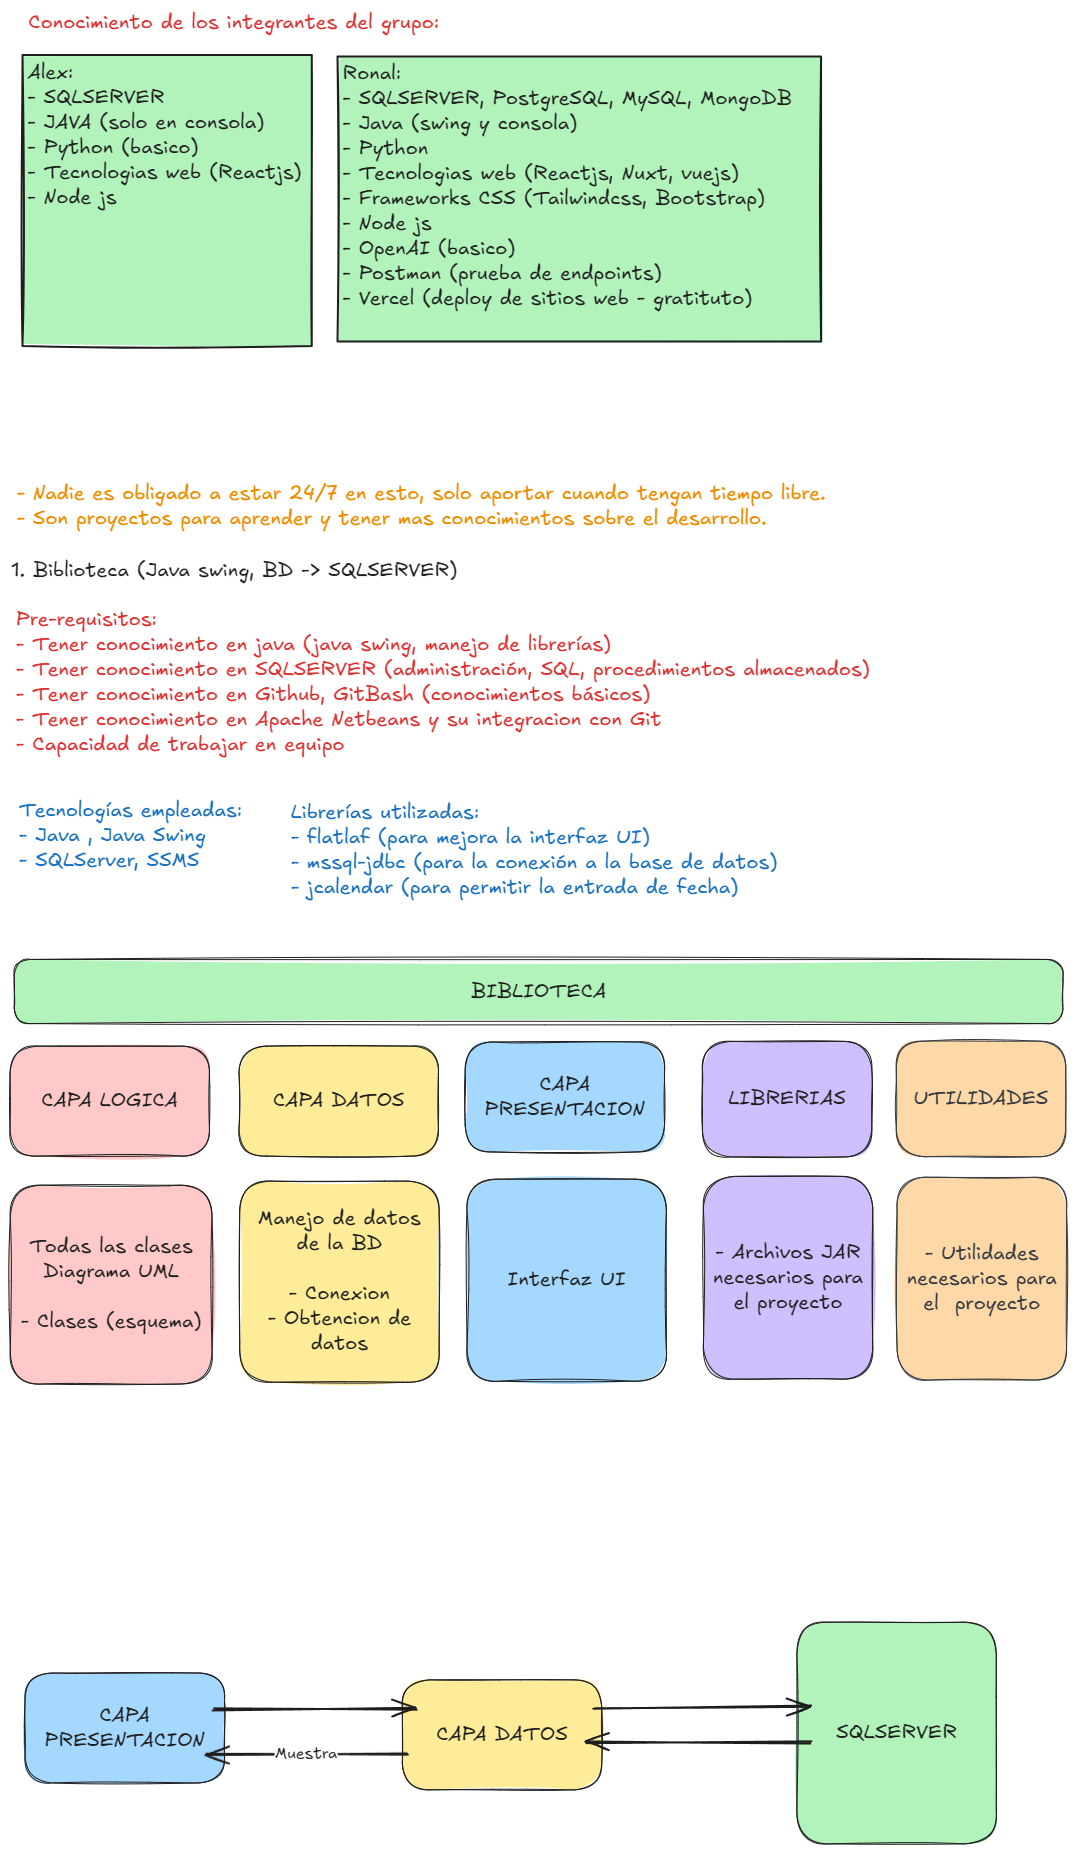 Conocimiento de los integrantes del grupo:
Alex:
- SQLSERVER
- JAVA (solo en consola)
- Python (basico)
- Tecnologias web (Reactjs)
- Node js
Ronal:
- SQLSERVER, PostgreSQL, MySQL, MongoDB
- Java (swing y consola)
- Python
- Tecnologias web (Reactjs, Nuxt, vuejs)
- Frameworks CSS (Tailwindcss, Bootstrap)
- Node js
- OpenAI (basico)
- Postman (prueba de endpoints)
- Vercel (deploy de sitios web - gratituto)
- Nadie es obligado a estar 24/7 en esto, solo aportar cuando tengan tiempo libre.
- Son proyectos para aprender y tener mas conocimientos sobre el desarrollo.
1. Biblioteca (Java swing, BD -> SQLSERVER)
Pre-requisitos:
- Tener conocimiento en java (java swing, manejo de librerías)
- Tener conocimiento en SQLSERVER (administración, SQL, procedimientos almacenados)
- Tener conocimiento en Github, GitBash (conocimientos básicos)
- Tener conocimiento en Apache Netbeans y su integracion con Git
- Capacidad de trabajar en equipo
Tecnologías empleadas:
- Java , Java Swing
- SQLServer, SSMS
Librerías utilizadas:
- flatlaf (para mejora la interfaz UI)
- mssql-jdbc (para la conexión a la base de datos)
- jcalendar (para permitir la entrada de fecha)
BIBLIOTECA
CAPA LOGICA
CAPA DATOS
CAPA
PRESENTACION
LIBRERIAS
UTILIDADES
Todas las clases
Diagrama UML
- Clases (esquema)
Manejo de datos
de la BD
- Conexion
- Obtencion de
datos
Interfaz UI
- Archivos JAR
necesarios para
el proyecto
- Utilidades
necesarios para
el proyecto
CAPA
PRESENTACION
Muestra
CAPA DATOS
SQLSERVER